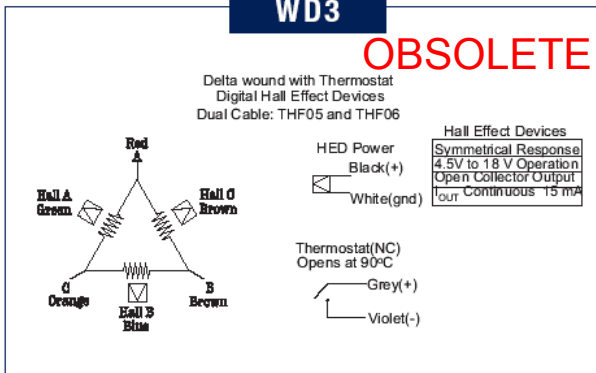 WD3
OBSOLETE
Delta wound with Thermostat
Digital Hall Effect Devices
Dual Cable: THF05 and THF06
Red
A
Hall A
Green
Hall C
Brown
C
Orange
Hall B
Blue
B
Brown
HED Power
Black(+)
White(gnd)
Hall Effect Devices
Symmetrical Response
4.5V to 18 V Operation
Open Collector Output
IOUT Continuous 15 mA
Thermostat(NC)
Opens at 90ºC
Grey(+)
Violet(-)